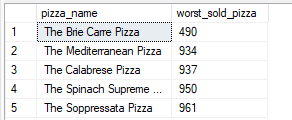 pizza_name worst_sold_pizza
1 The Brie Carre Pizza 490
2 The Mediterranean Pizza 934
3 The Calabrese Pizza 937
4 The Spinach Supreme ... 950
5 The Soppressata Pizza 961